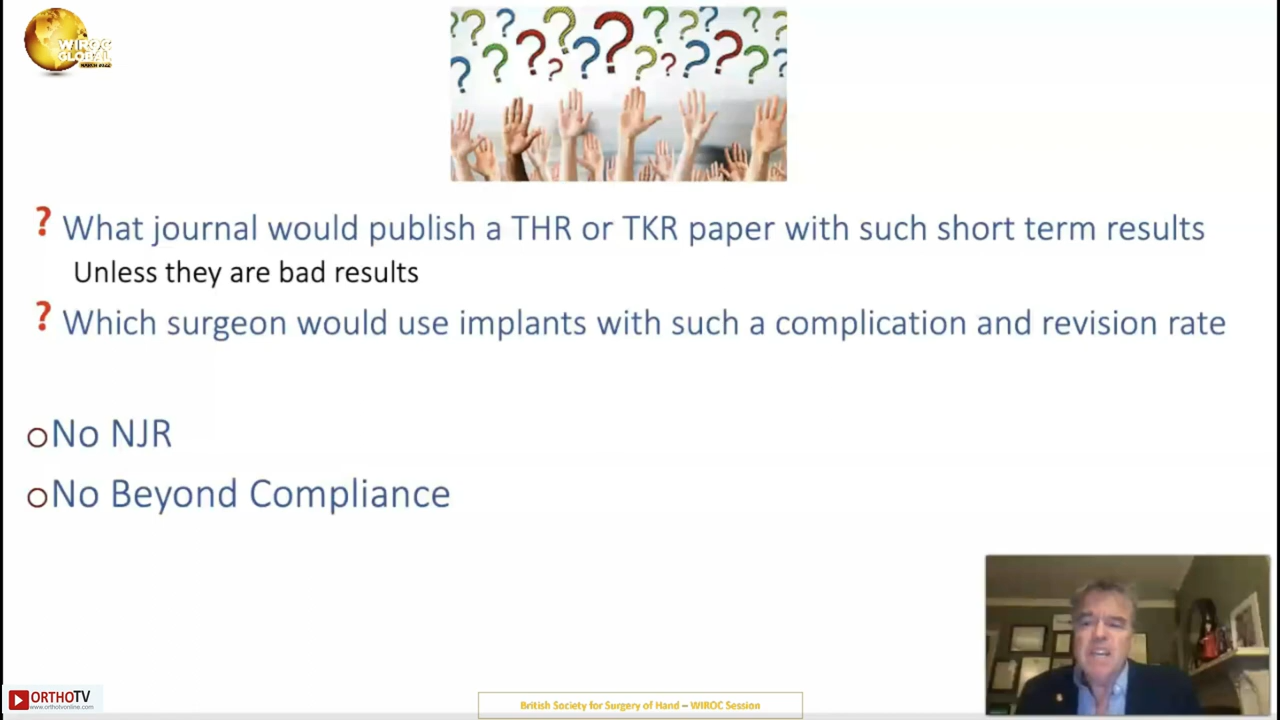 WIROC
GLOBAL
MARCH 2022
? What journal would publish a THR or TKR paper with such short term results
Unless they are bad results
? Which surgeon would use implants with such a complication and revision rate
No NJR
No Beyond Compliance
ORTHOTV
www.orthotvonline.com
British Society for Surgery of Hand – WIROC Session